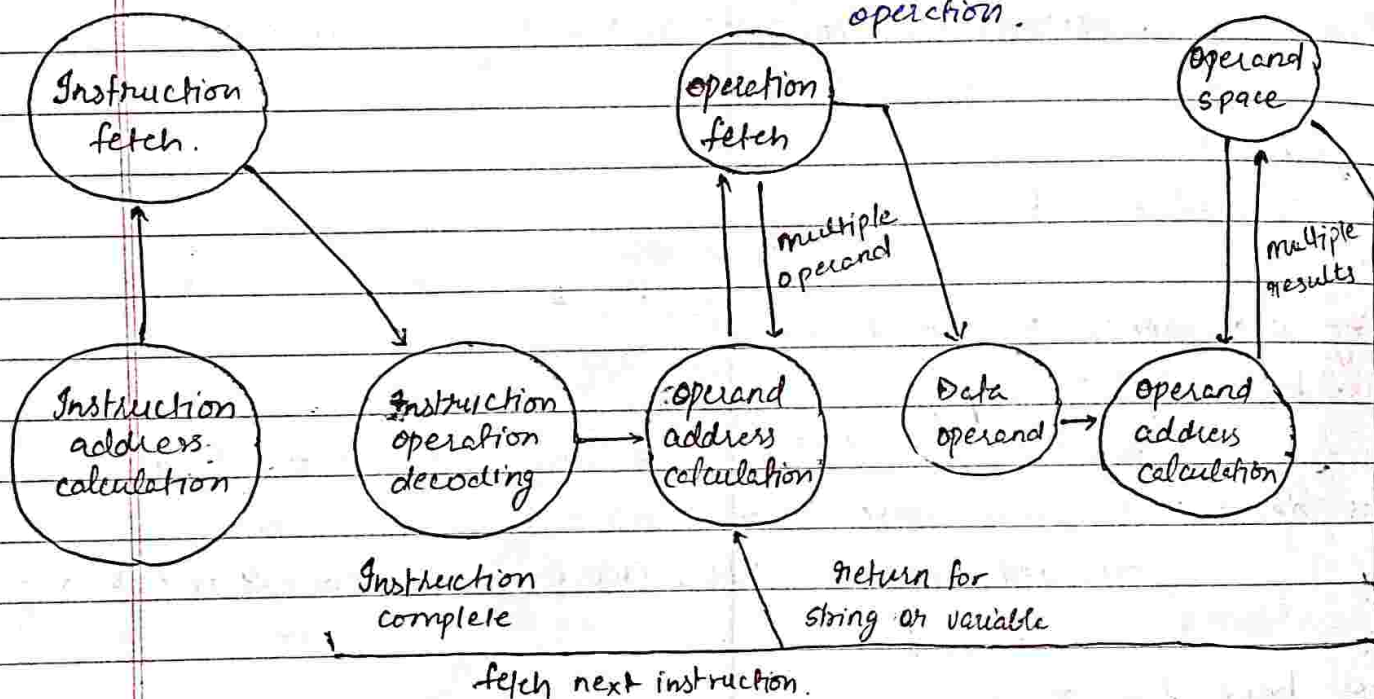 operction.
Instruction
fetch.
operation
fetch
operand
space
multiple
operand
multiple
results
Instruction
address.
calculation
Instruction
operation
decoding
operand
address
calculation
Data
operand
operand
address
calculation
Instruction
complete
return for
string or variable
fetch next instruction.